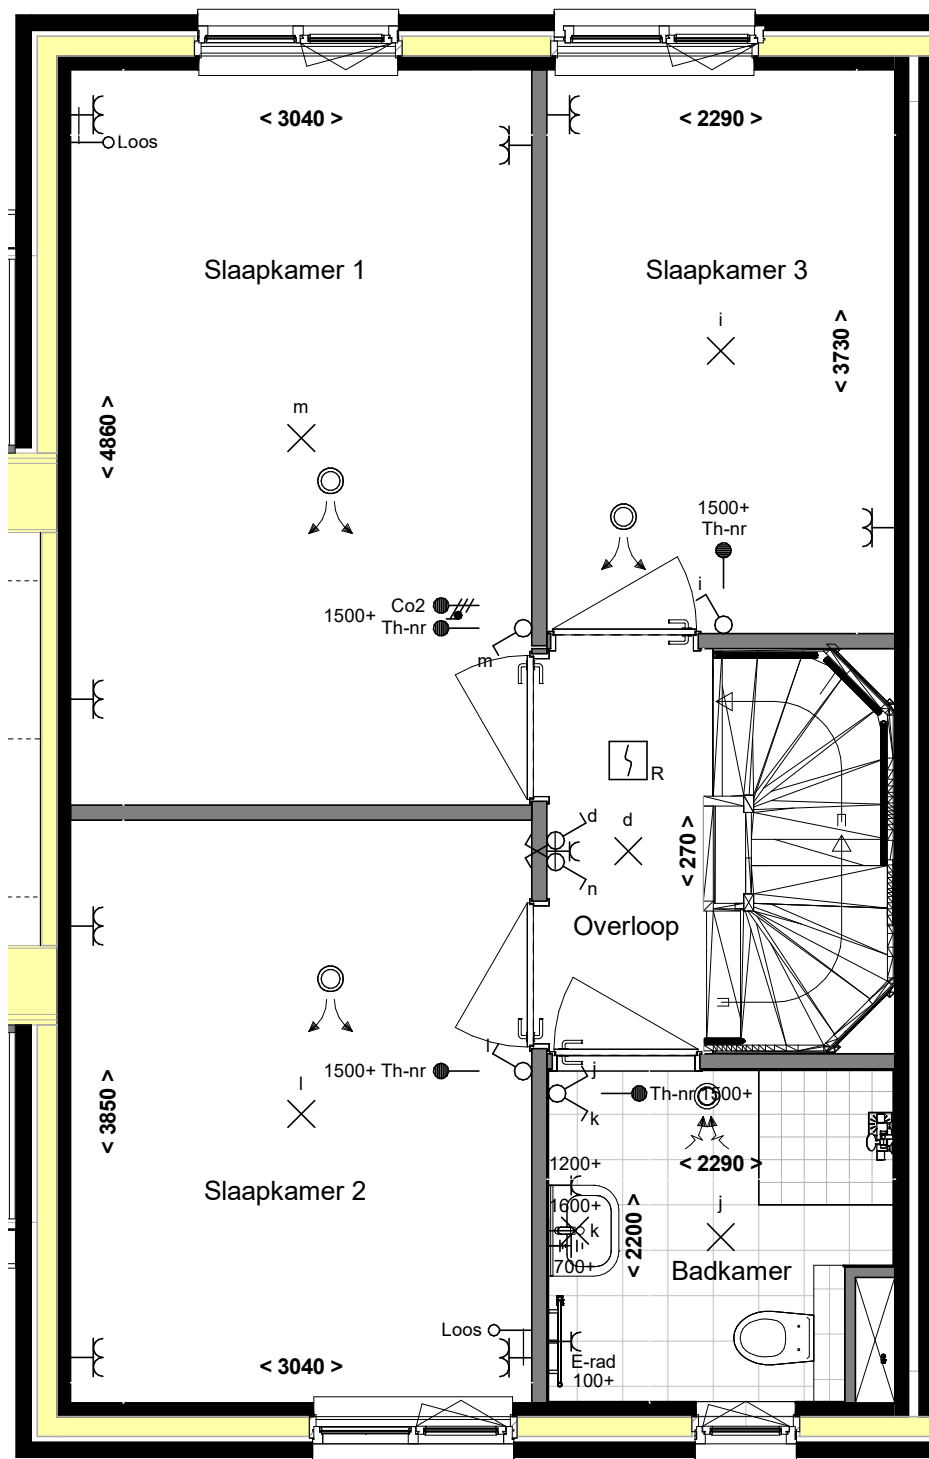 < 3040 >
< 2290 >
Loos
Slaapkamer 1
Slaapkamer 3
i
< 3730 >
m
< 4860 >
1500+
Th-nr
i
Co2
1500+
Th-nr
m
R
d
d
< 270 >
n
Overloop
l
1500+ Th-nr
j
Th-nr 1500+
k
l
< 3850 >
1200+
< 2290 >
Slaapkamer 2
1600+
j
k
< 2200 >
700+
Badkamer
Loos
E-rad
100+
< 3040 >